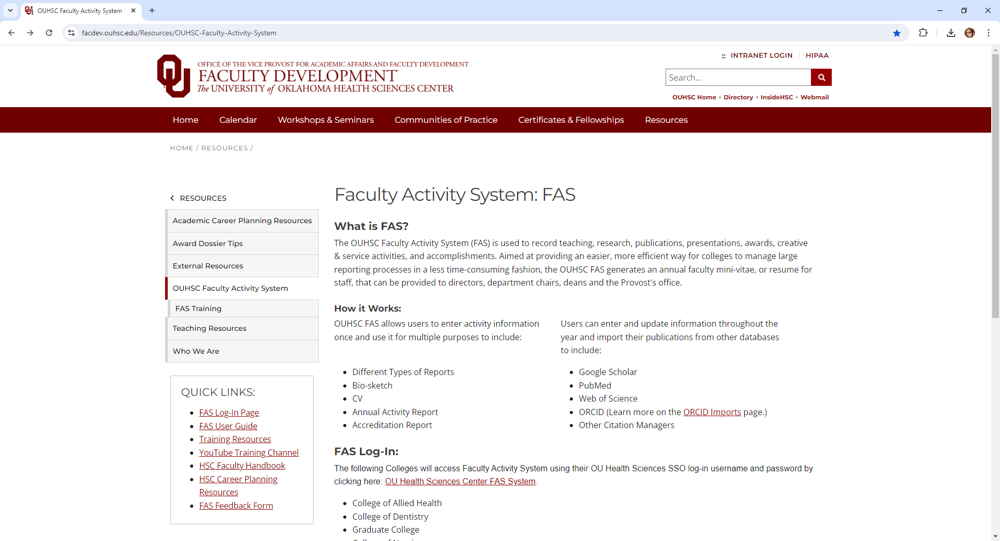 OUHSC Faculty Activity System
facdev.ouhsc.edu/Resources/OUHSC-Faculty-Activity-System
:: INTRANET LOGIN HIPAA
OFFICE OF THE VICE PROVOST FOR ACADEMIC AFFAIRS AND FACULTY DEVELOPMENT
FACULTY DEVELOPMENT
The UNIVERSITY of OKLAHOMA HEALTH SCIENCES CENTER
Search...
OUHSC Home • Directory • InsideHSC • Webmail
Home Calendar Workshops & Seminars Communities of Practice Certificates & Fellowships Resources
HOME / RESOURCES /
RESOURCES
Academic Career Planning Resources
Award Dossier Tips
External Resources
OUHSC Faculty Activity System
FAS Training
Teaching Resources
Who We Are
QUICK LINKS:
• FAS Log-In Page
• FAS User Guide
• Training Resources
• YouTube Training Channel
• HSC Faculty Handbook
• HSC Career Planning
Resources
• FAS Feedback Form
Faculty Activity System: FAS
What is FAS?
The OUHSC Faculty Activity System (FAS) is used to record teaching, research, publications, presentations, awards, creative
& service activities, and accomplishments. Aimed at providing an easier, more efficient way for colleges to manage large
reporting processes in a less time-consuming fashion, the OUHSC FAS generates an annual faculty mini-vitae, or resume for
staff, that can be provided to directors, department chairs, deans and the Provost's office.
How it Works:
OUHSC FAS allows users to enter activity information
once and use it for multiple purposes to include:
• Different Types of Reports
• Bio-sketch
• CV
• Annual Activity Report
• Accreditation Report
Users can enter and update information throughout the
year and import their publications from other databases
to include:
• Google Scholar
• PubMed
• Web of Science
• ORCID (Learn more on the ORCID Imports page.)
• Other Citation Managers
FAS Log-In:
The following Colleges will access Faculty Activity System using their OU Health Sciences SSO log-in username and password by
clicking here: OU Health Sciences Center FAS System.
• College of Allied Health
• College of Dentistry
• Graduate College